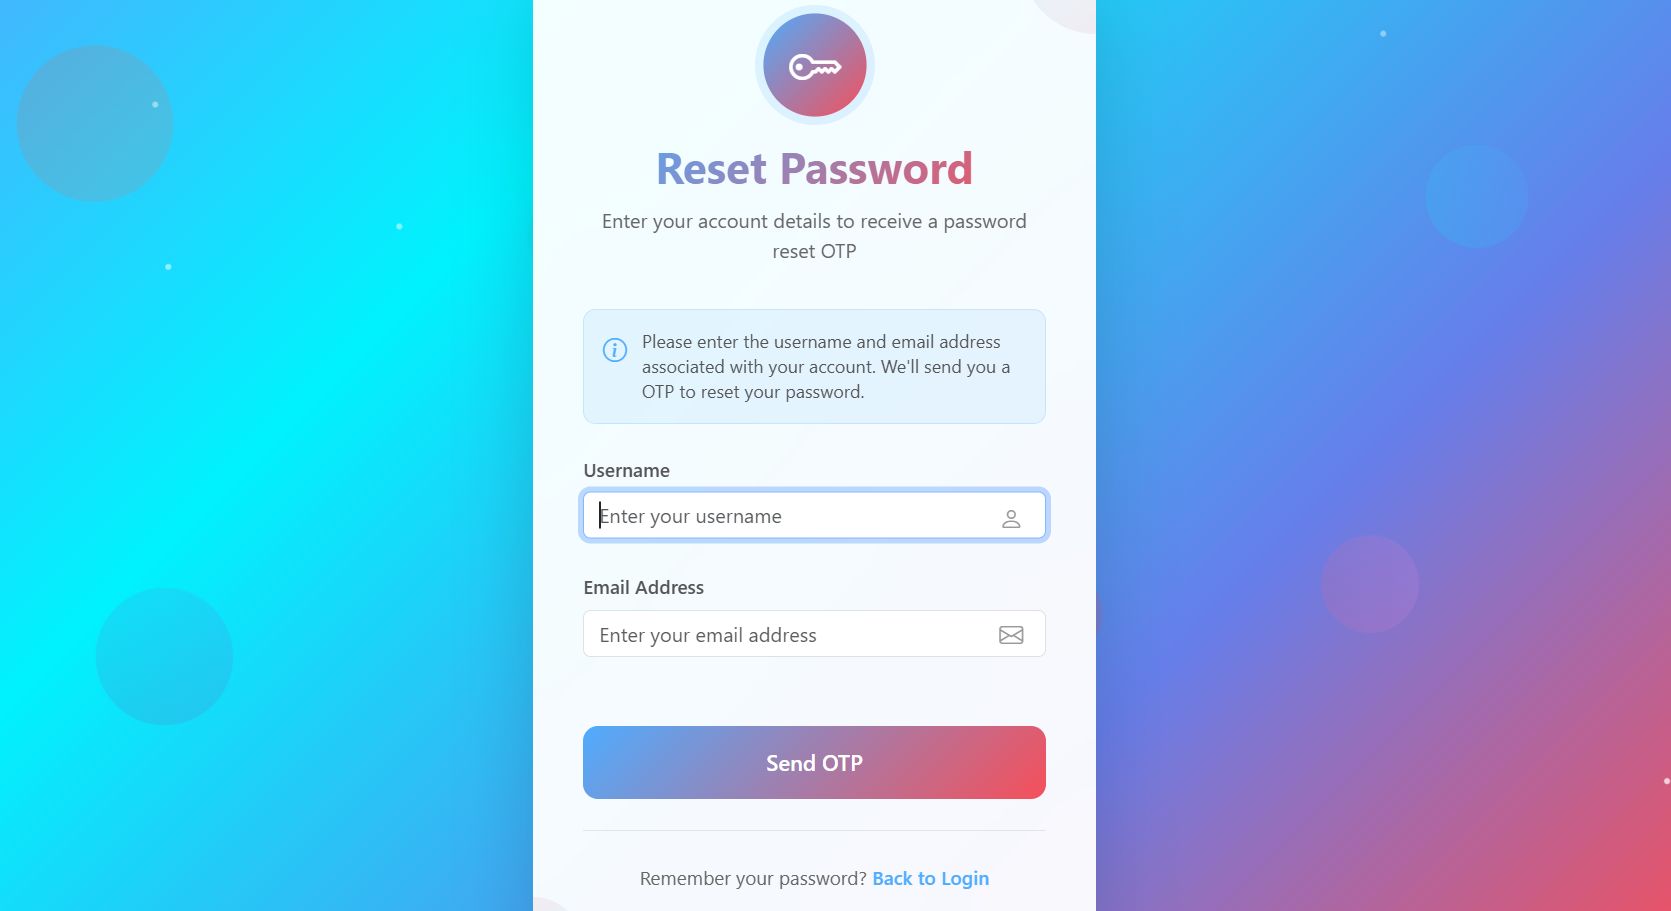 Reset Password
Enter your account details to receive a password
reset OTP
Please enter the username and email address
associated with your account. We'll send you a
OTP to reset your password.
Username
Enter your username
Email Address
Enter your email address
Send OTP
Remember your password? Back to Login